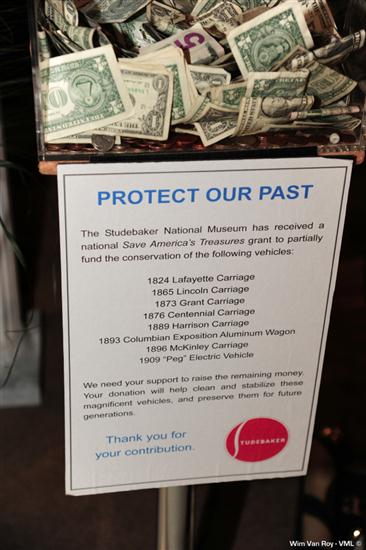 PROTECT OUR PAST
The Studebaker National Museum has received a
national Save America's Treasures grant to partially
fund the conservation of the following vehicles:
1824 Lafayette Carriage
1865 Lincoln Carriage
1873 Grant Carriage
1876 Centennial Carriage
1889 Harrison Carriage
1893 Columbian Exposition Aluminum Wagon
1896 McKinley Carriage
1909 "Peg" Electric Vehicle
We need your support to raise the remaining money.
Your donation will help clean and stabilize these
magnificent vehicles, and preserve them for future
generations.
Thank you for
your contribution.
STUDEBAKER
Wim Van Roy - VML ©